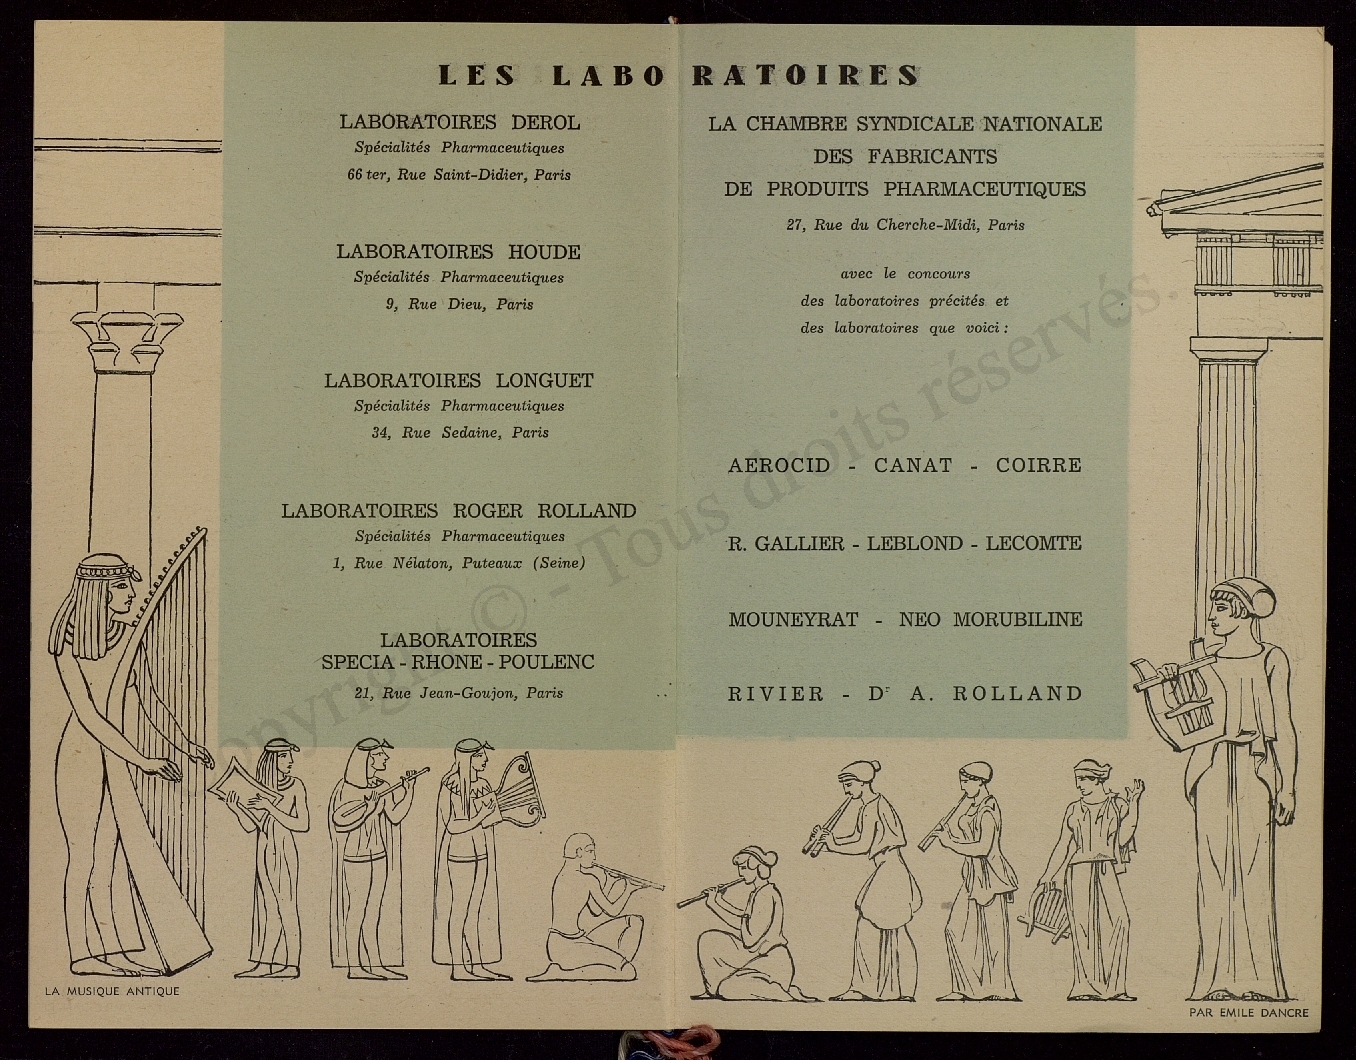 LES LABORATOIRES
LABORATOIRES DEROL
Spécialités Pharmaceutiques
66 ter, Rue Saint-Didier, Paris
LABORATOIRES HOUDE
Spécialités Pharmaceutiques
9, Rue Dieu, Paris
LABORATOIRES LONGUET
Spécialités Pharmaceutiques
34, Rue Sedaine, Paris
LABORATOIRES ROGER ROLLAND
Spécialités Pharmaceutiques
1, Rue Nélaton, Puteaux (Seine)
LABORATOIRES
SPECIA - RHONE - POULENC
21, Rue Jean-Goujon, Paris
LA CHAMBRE SYNDICALE NATIONALE
DES FABRICANTS
DE PRODUITS PHARMACEUTIQUES
27, Rue du Cherche-Midi, Paris
avec le concours
des laboratoires précités et
des laboratoires que voici :
AEROCID - CANAT - COIRRE
R. GALLIER - LEBLOND - LECOMTE
MOUNEYRAT - NEO MORUBILINE
RIVIER - Dr A. ROLLAND
LA MUSIQUE ANTIQUE
PAR EMILE DANCRE
Copyright © - Tous droits réservés.